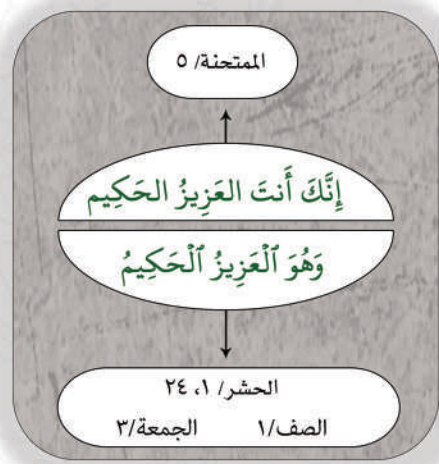 الممتحنة/ ٥
إِنَّكَ أَنتَ العَزِيزُ الحَكِيم
وَهُوَ ٱلْعَزِيزُ ٱلْحَكِيمُ
الحشر/ ١، ٢٤
الصف/١ الجمعة/٣